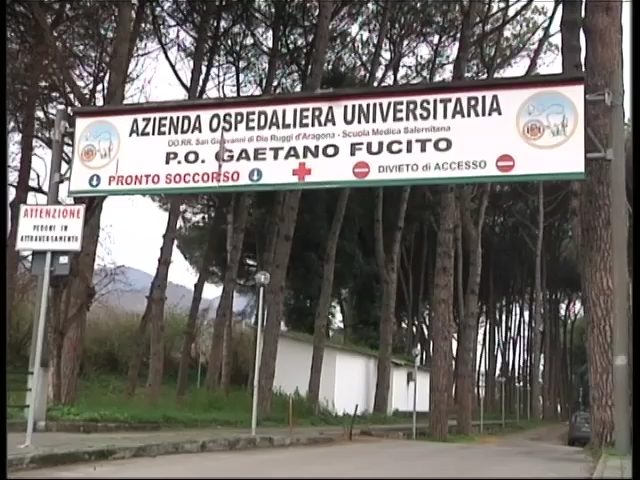 AZIENDA OSPEDALIERA UNIVERSITARIA
OO.RR. San Giovanni di Dio Ruggi d'Aragona - Scuola Medica Salernitana
P.O. GAETANO FUCITO
PRONTO SOCCORSO DIVIETO di ACCESSO
ATTENZIONE
PEDONI IN
ATTRAVERSAMENTO